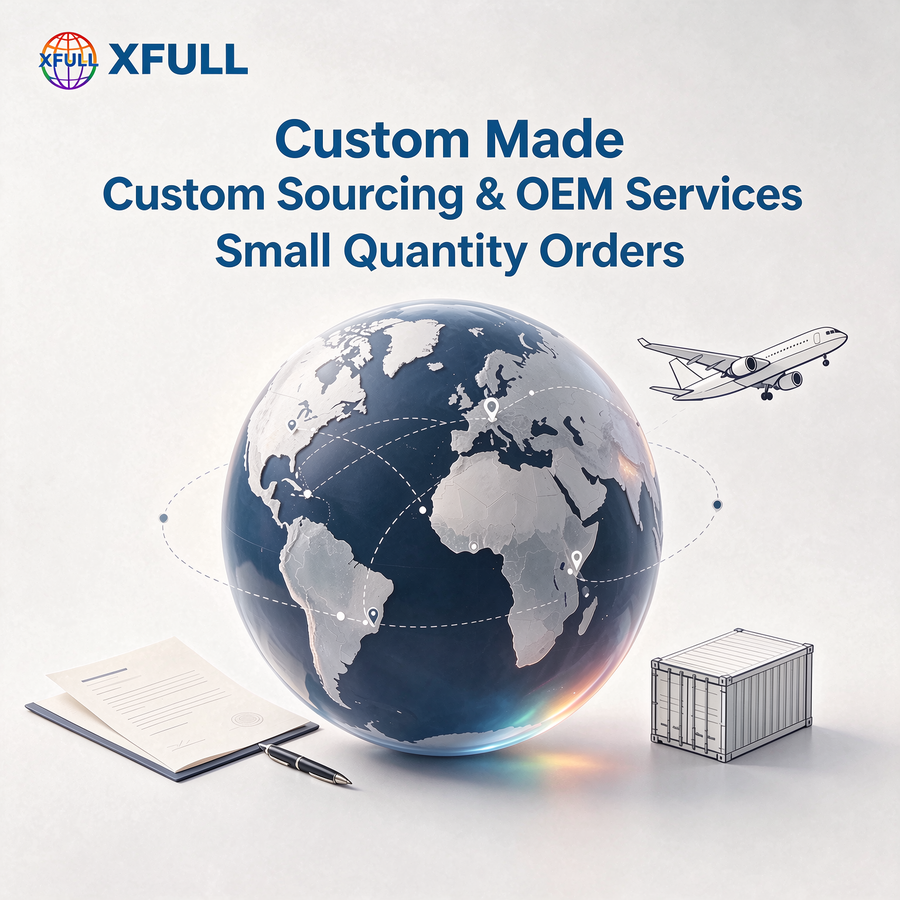 XFULL XFULL
Custom Made
Custom Sourcing & OEM Services
Small Quantity Orders